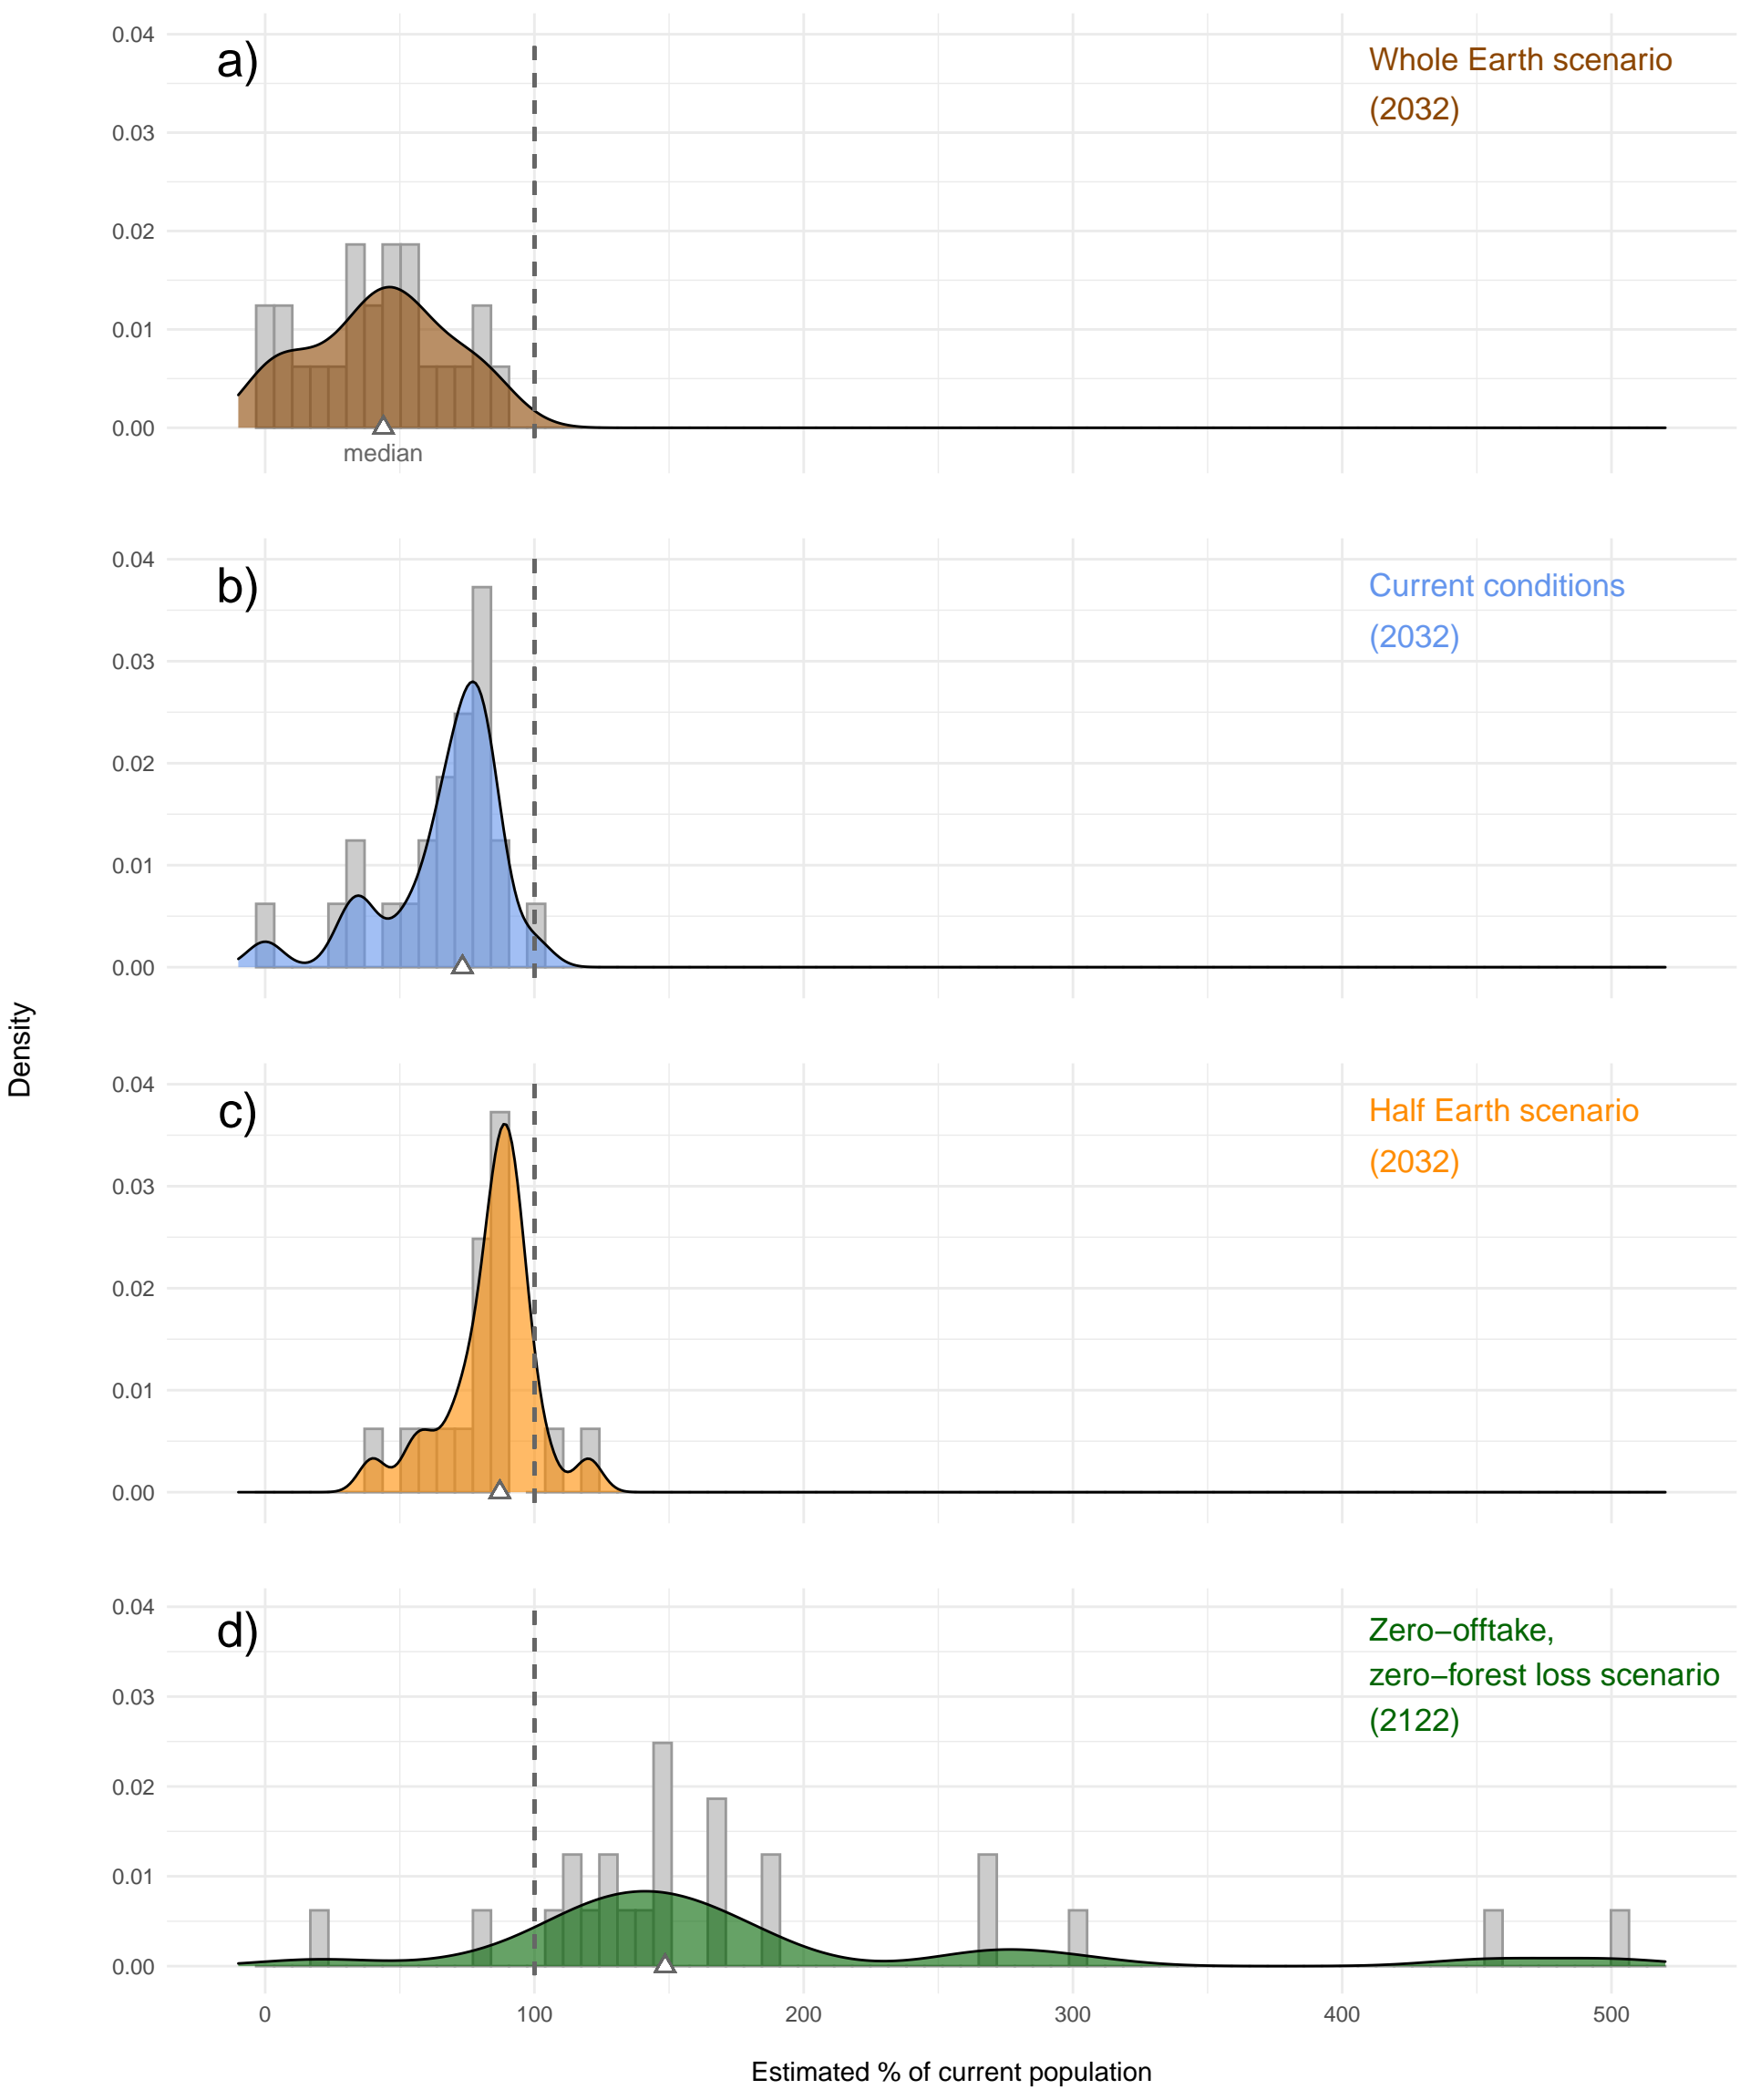 a)
Whole Earth scenario
(2032)
0.04
0.03
0.02
0.01
0.00
median
b)
Current conditions
(2032)
0.04
0.03
0.02
0.01
0.00
Density
c)
Half Earth scenario
(2032)
0.04
0.03
0.02
0.01
0.00
d)
Zero−offtake,
zero−forest loss scenario
(2122)
0.04
0.03
0.02
0.01
0.00
0 100 200 300 400 500
Estimated % of current population